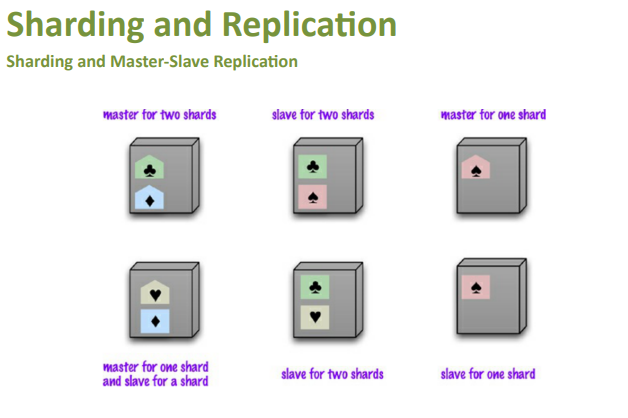 Sharding and Replication
Sharding and Master-Slave Replication
master for two shards
slave for two shards
master for one shard
master for one shard
and slave for a shard
slave for two shards
slave for one shard